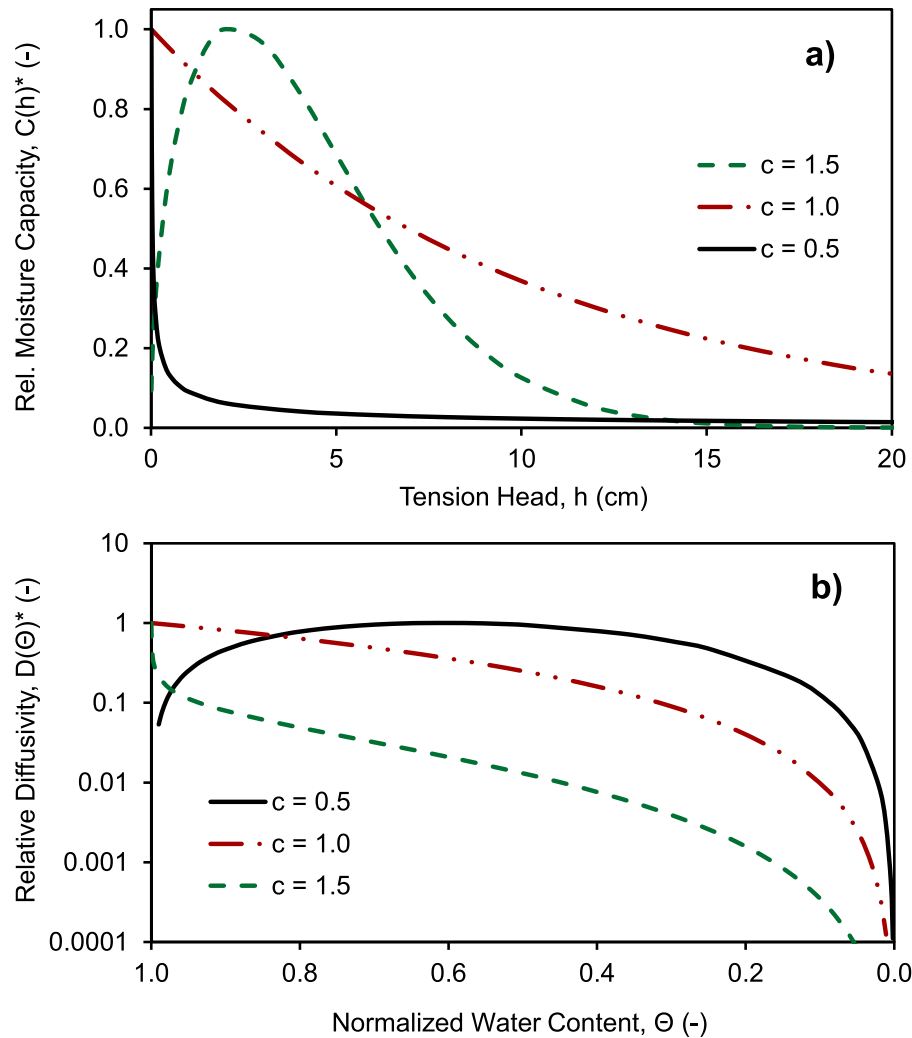 a)
Rel. Moisture Capacity, C(h)* (-)
1.0
0.8
0.6
0.4
0.2
0.0
c = 1.5
c = 1.0
c = 0.5
0 5 10 15 20
Tension Head, h (cm)
b)
Relative Diffusivity, D(Θ)* (-)
10
1
0.1
0.01
0.001
0.0001
c = 0.5
c = 1.0
c = 1.5
1.0 0.8 0.6 0.4 0.2 0.0
Normalized Water Content, Θ (-)